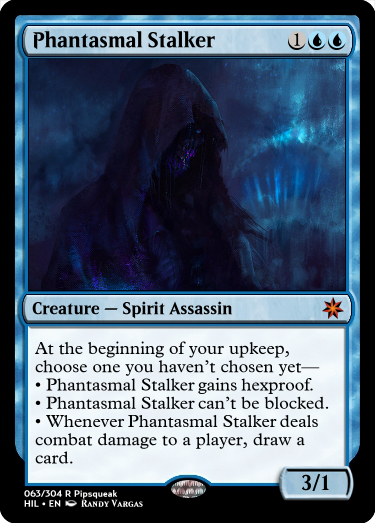 Phantasmal Stalker 1
Creature — Spirit Assassin
At the beginning of your upkeep,
choose one you haven't chosen yet—
• Phantasmal Stalker gains hexproof.
• Phantasmal Stalker can't be blocked.
• Whenever Phantasmal Stalker deals
combat damage to a player, draw a
card.
3/1
063/304 R Pipsqueak
HIL • EN Randy Vargas